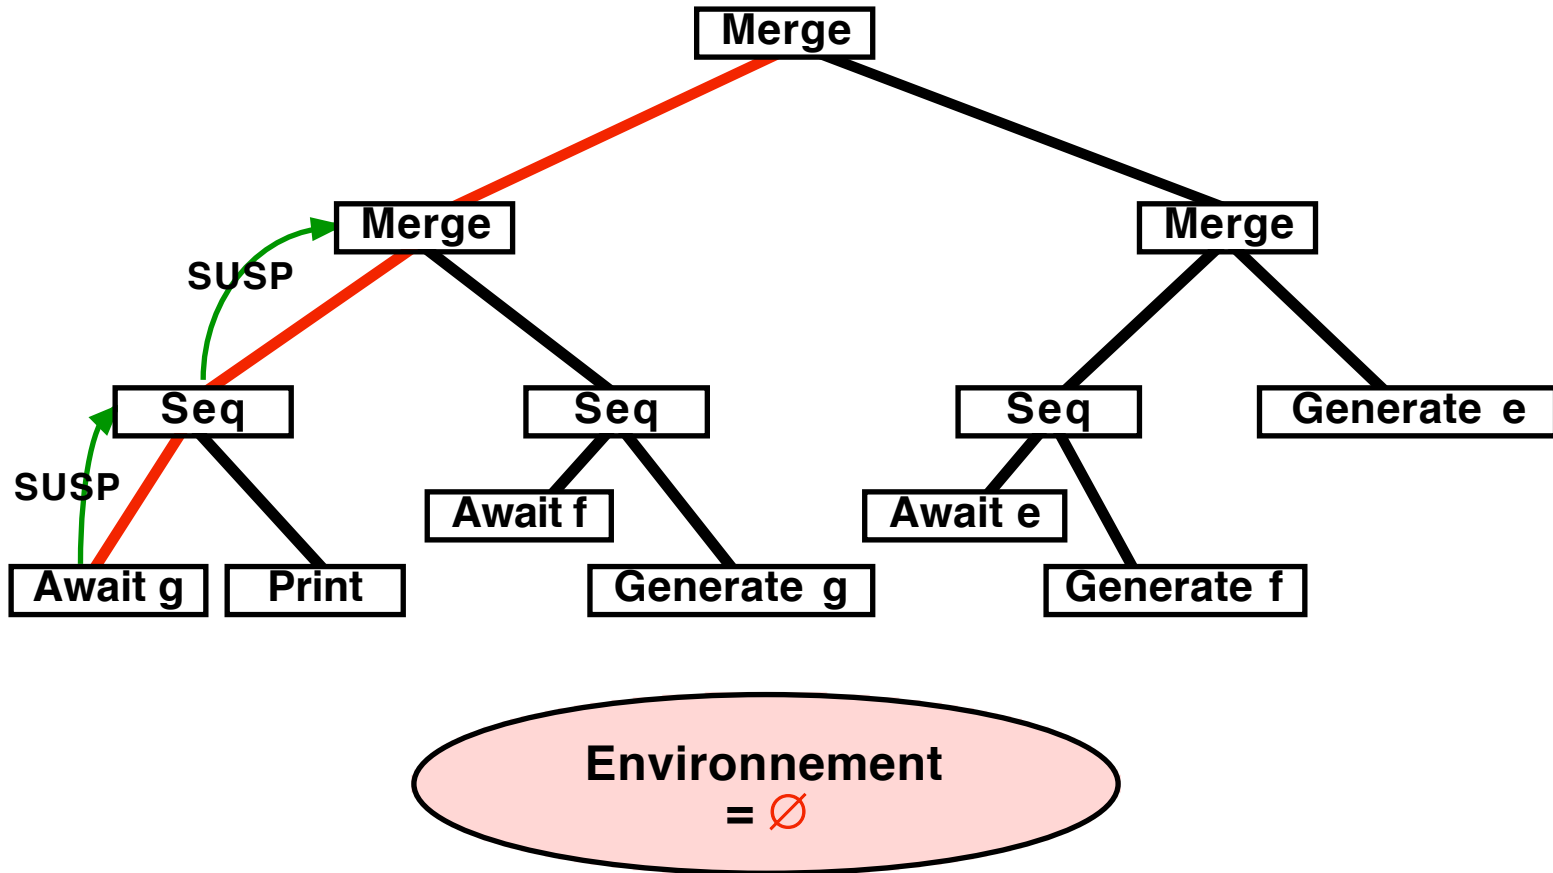 Merge
Merge
Merge
SUSP
Seq
Seq
Seq
Generate e
SUSP
Await f
Await e
Await g
Print
Generate g
Generate f
Environnement
= ∅